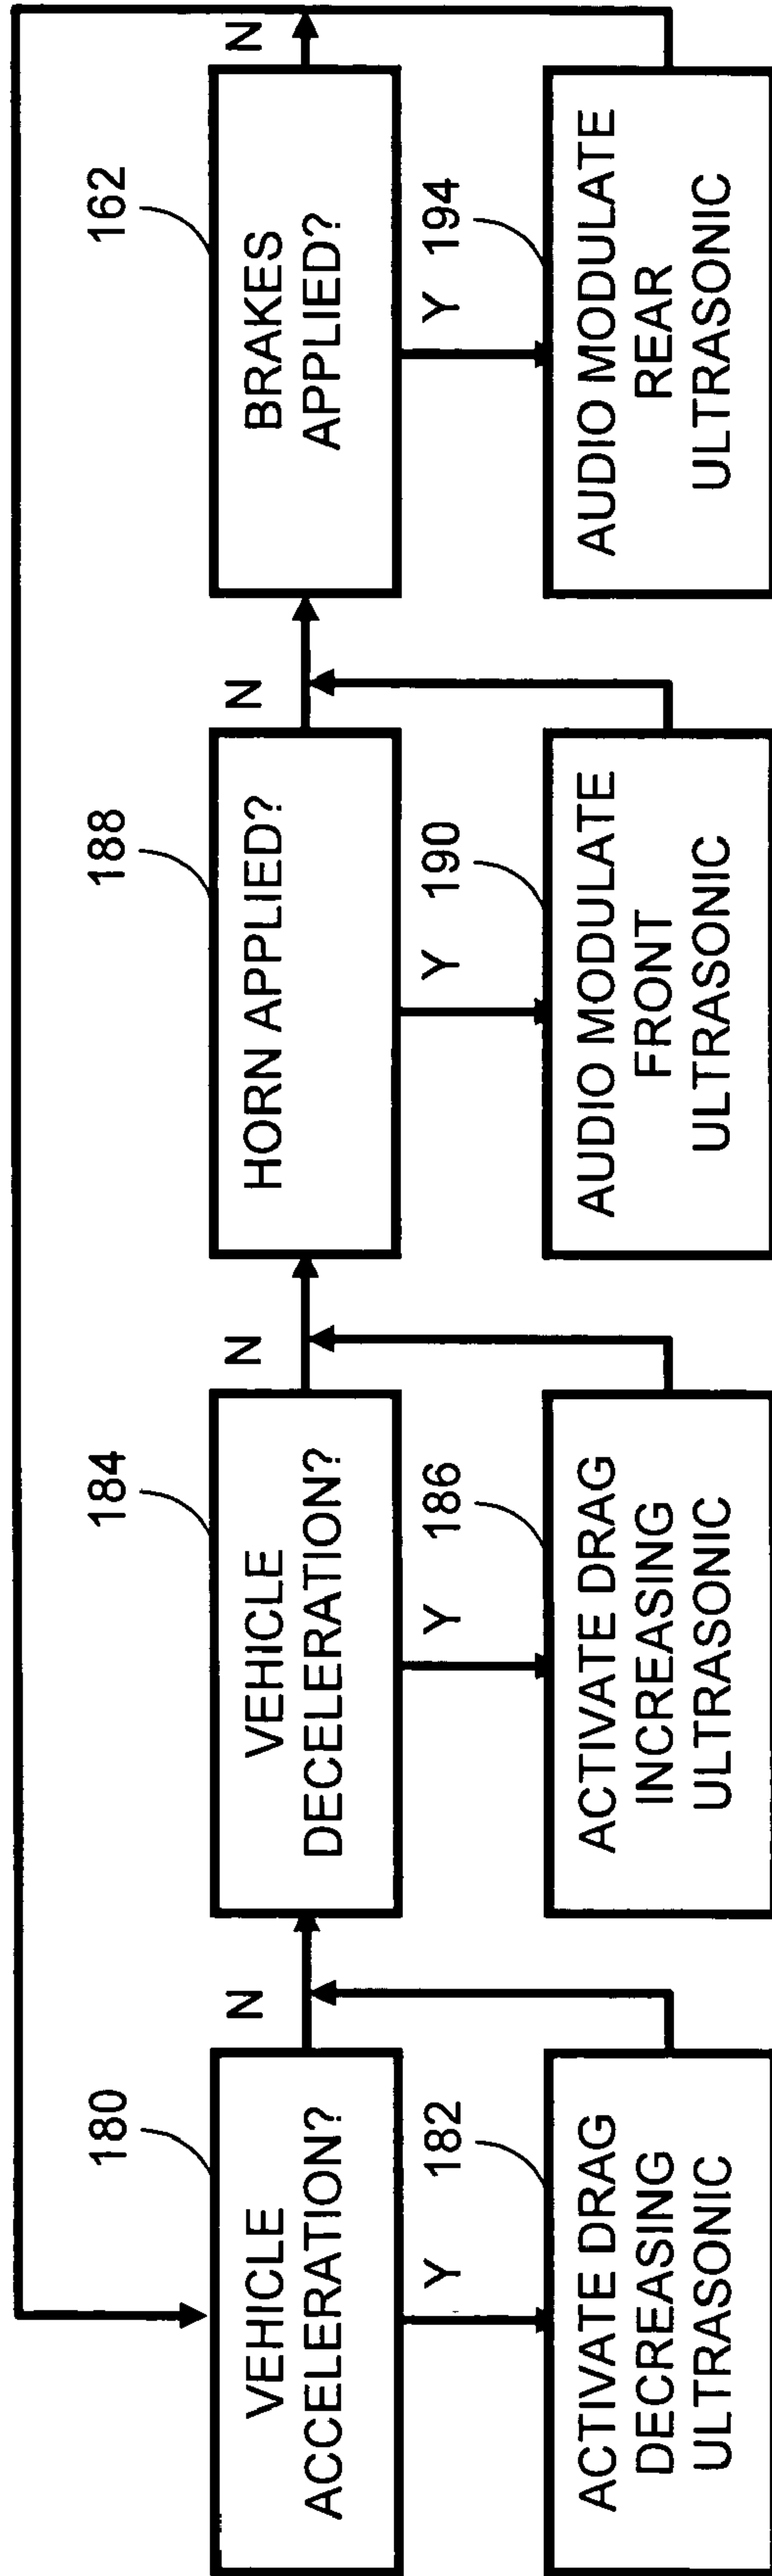 180
VEHICLE
ACCELERATION?
N
Y
182
ACTIVATE DRAG
DECREASING
ULTRASONIC
184
VEHICLE
DECELERATION?
N
Y
186
ACTIVATE DRAG
INCREASING
ULTRASONIC
188
HORN APPLIED?
N
Y
190
AUDIO MODULATE
FRONT
ULTRASONIC
162
BRAKES
APPLIED?
N
Y
194
AUDIO MODULATE
REAR
ULTRASONIC